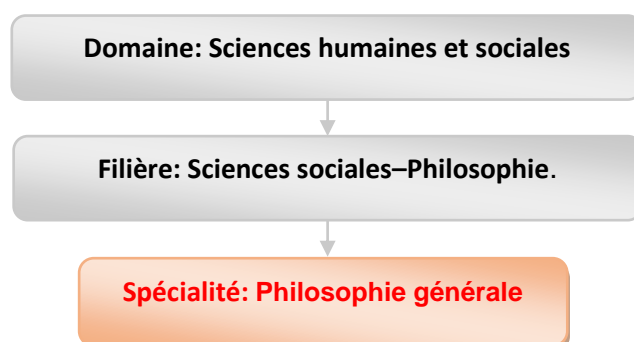 Domaine: Sciences humaines et sociales
Filière: Sciences sociales–Philosophie.
Spécialité: Philosophie générale